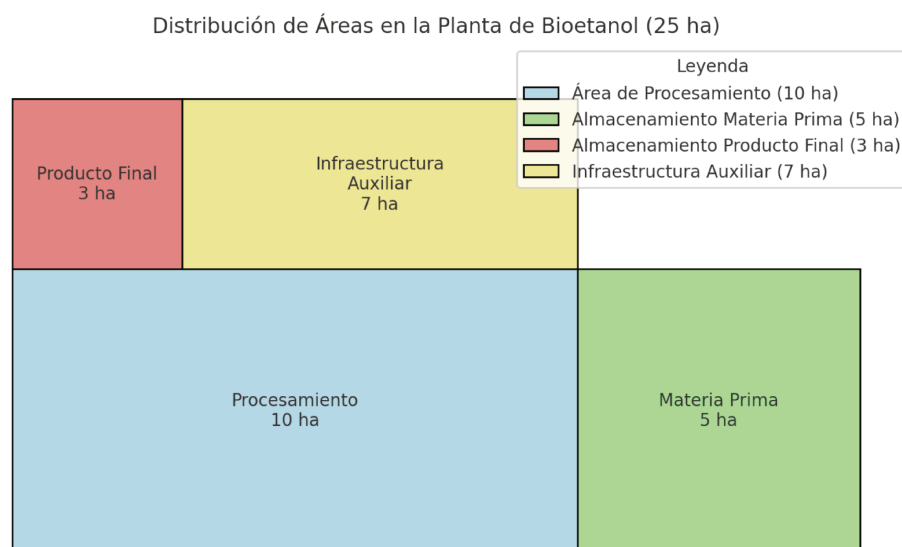 Distribución de Áreas en la Planta de Bioetanol (25 ha)
Leyenda
Área de Procesamiento (10 ha)
Almacenamiento Materia Prima (5 ha)
Almacenamiento Producto Final (3 ha)
Infraestructura Auxiliar (7 ha)
Producto Final
3 ha
Infraestructura
Auxiliar
7 ha
Procesamiento
10 ha
Materia Prima
5 ha